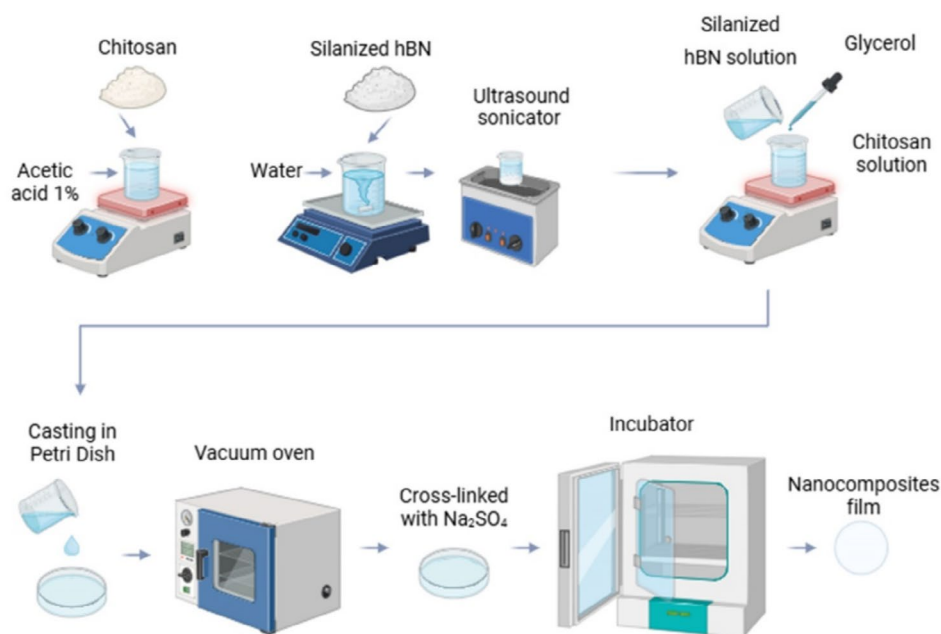 Chitosan
Acetic
acid 1%
Silanized hBN
Water
Ultrasound
sonicator
Silanized
hBN solution
Glycerol
Chitosan
solution
Casting in
Petri Dish
Vacuum oven
Cross-linked
with Na₂SO₄
Incubator
Nanocomposites
film